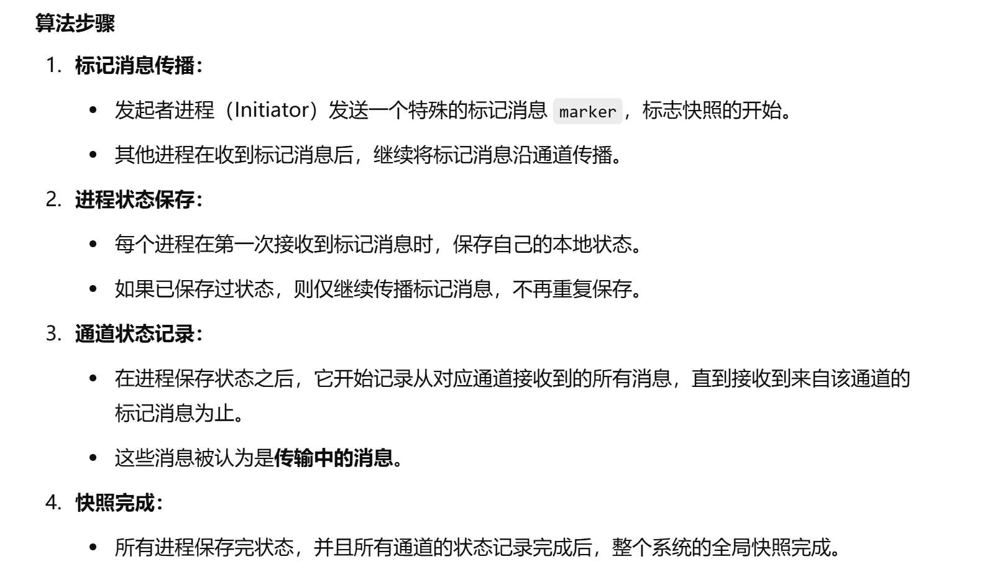 算法步骤
1. 标记消息传播：
• 发起者进程（Initiator）发送一个特殊的标记消息 marker，标志快照的开始。
• 其他进程在收到标记消息后，继续将标记消息沿通道传播。
2. 进程状态保存：
• 每个进程在第一次接收到标记消息时，保存自己的本地状态。
• 如果已保存过状态，则仅继续传播标记消息，不再重复保存。
3. 通道状态记录：
• 在进程保存状态之后，它开始记录从对应通道接收到的所有消息，直到接收到来自该通道的
标记消息为止。
• 这些消息被认为是传输中的消息。
4. 快照完成：
• 所有进程保存完状态，并且所有通道的状态记录完成后，整个系统的全局快照完成。